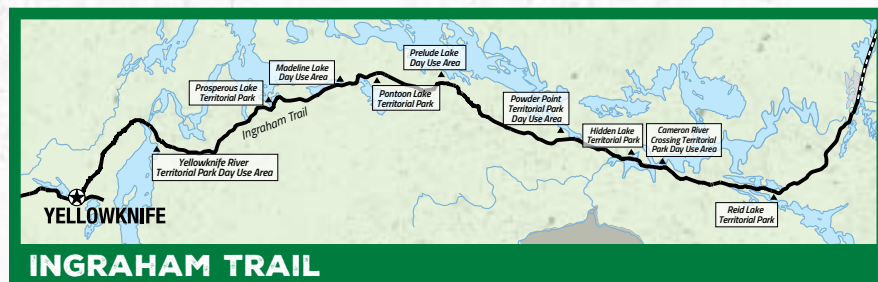 Prelude Lake
Day Use Area
Madeline Lake
Day Use Area
Prosperous Lake
Territorial Park
Pontoon Lake
Territorial Park
Powder Point
Territorial Park
Day Use Area
Hidden Lake
Territorial Park
Cameron River
Crossing Territorial
Park Day Use Area
Ingraham Trail
Yellowknife River
Territorial Park Day Use Area
YELLOWKNIFE
Reid Lake
Territorial Park
INGRAHAM TRAIL